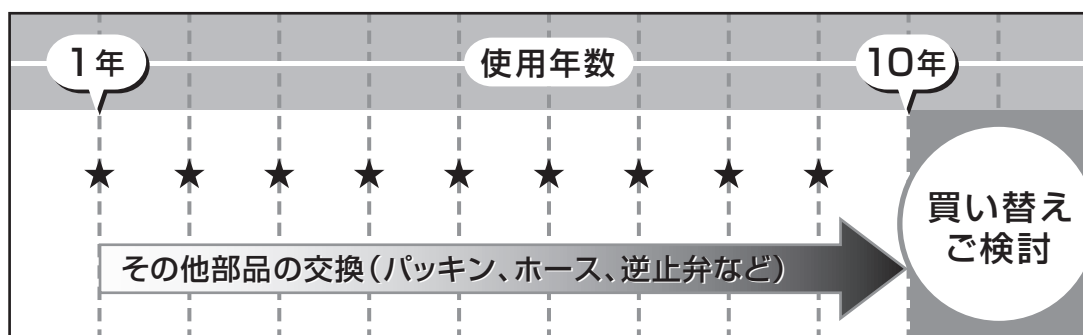 1年
使用年数
10年
★ ★ ★ ★ ★ ★ ★ ★ ★
その他部品の交換(パッキン、ホース、逆止弁など)
買い替え
ご検討